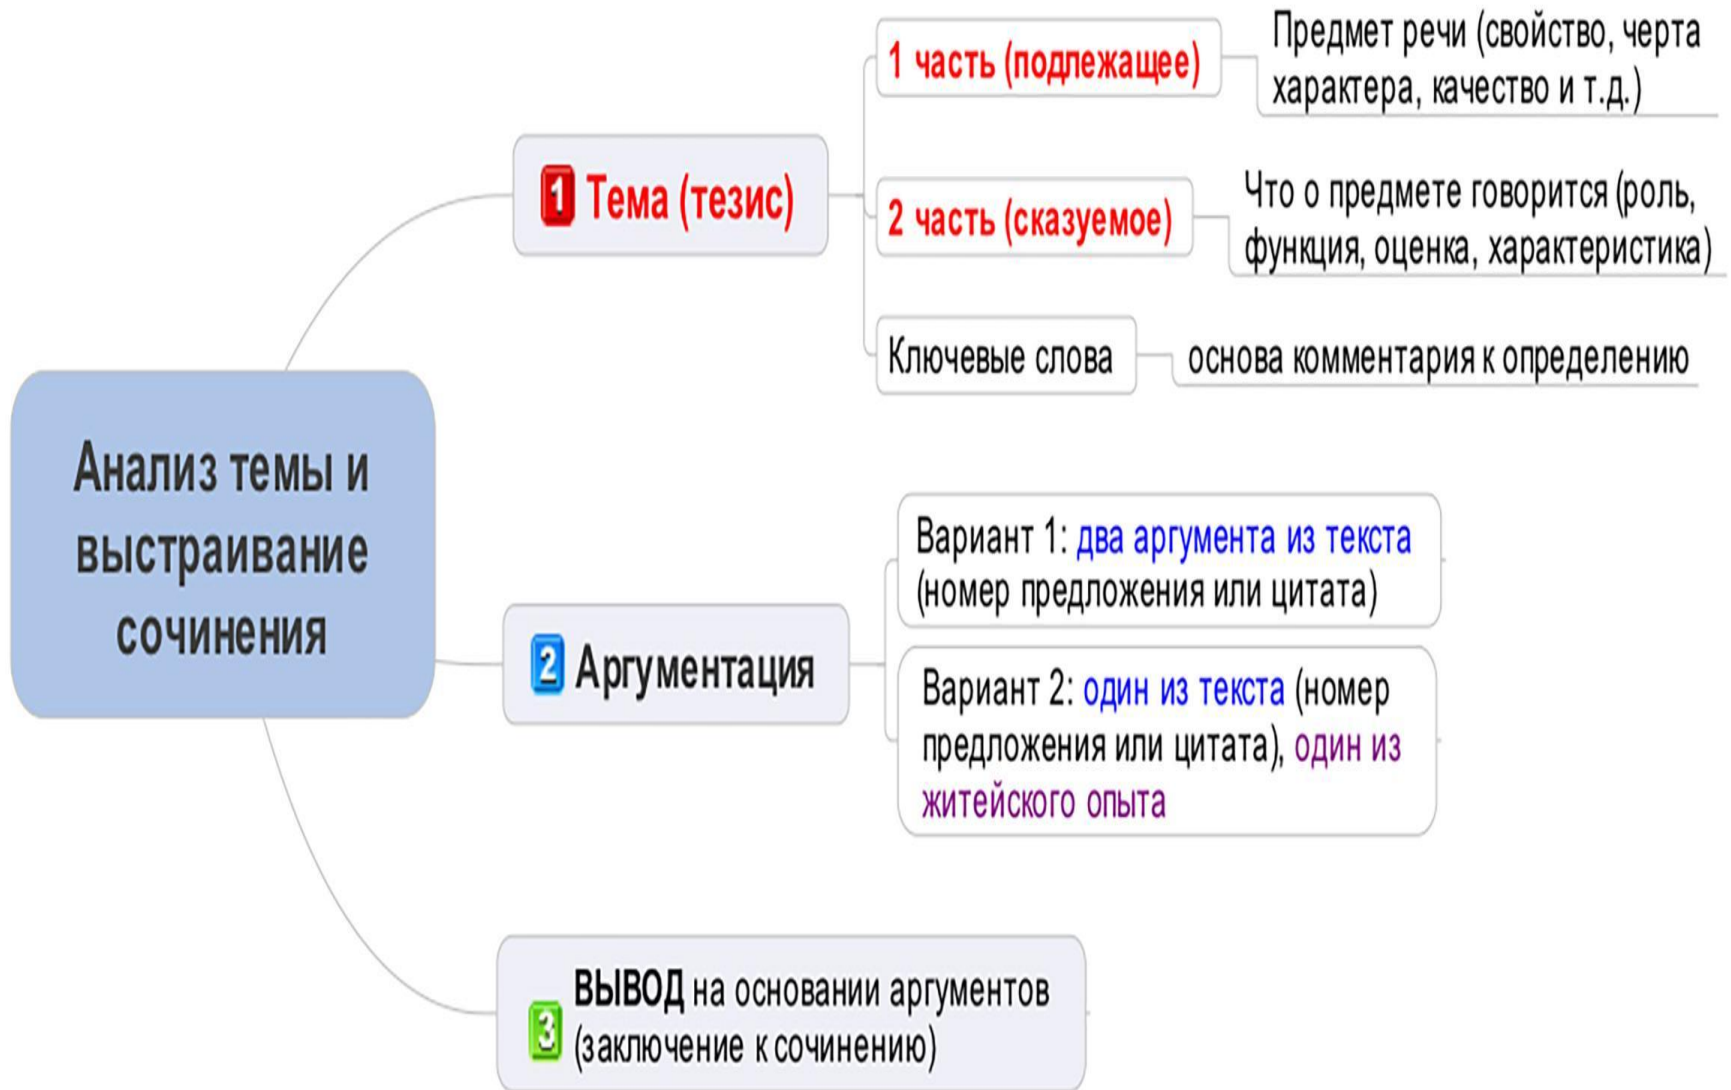 Анализ темы и
выстраивание
сочинения
1 Тема (тезис)
1 часть (подлежащее)
Предмет речи (свойство, черта
характера, качество и т.д.)
2 часть (сказуемое)
Что о предмете говорится (роль,
функция, оценка, характеристика)
Ключевые слова
основа комментария к определению
2 Аргументация
Вариант 1: два аргумента из текста
(номер предложения или цитата)
Вариант 2: один из текста (номер
предложения или цитата), один из
житейского опыта
3
ВЫВОД на основании аргументов
(заключение к сочинению)